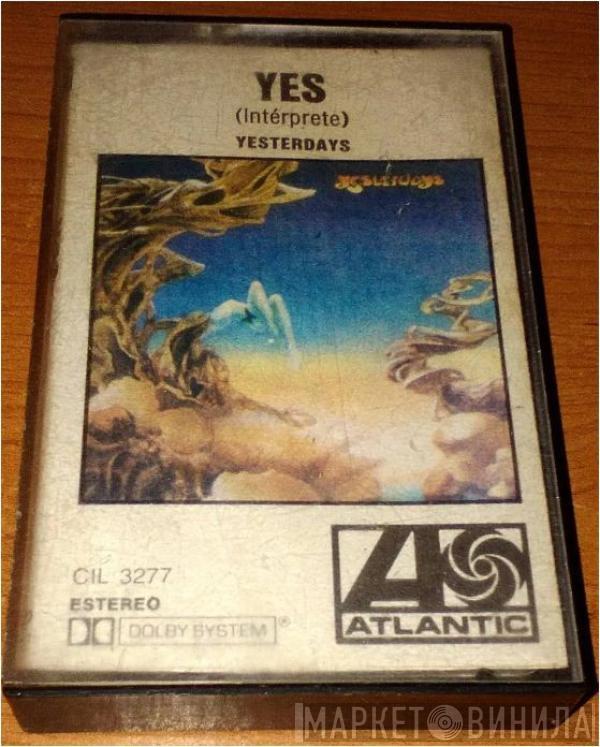 YES
(Intérprete)
YESTERDAYS
Yesterdays
CIL 3277
ESTEREO
DOLBY SYSTEM®
ATLANTIC
МАРКЕТ ВИНИЛА